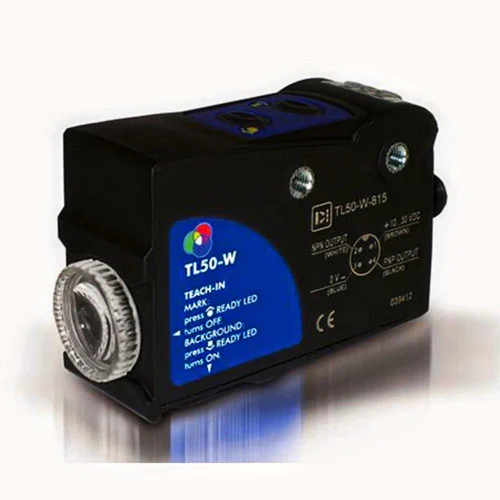 TL50-W
TEACH-IN
MARK:
press READY LED
turns OFF.
BACKGROUND:
press READY LED
turns ON.
TL50-W-815
+10...30 VDC
(BROWN)
NPN OUTPUT
(WHITE)
PNP OUTPUT
(BLACK)
0 V
(BLUE)
CE